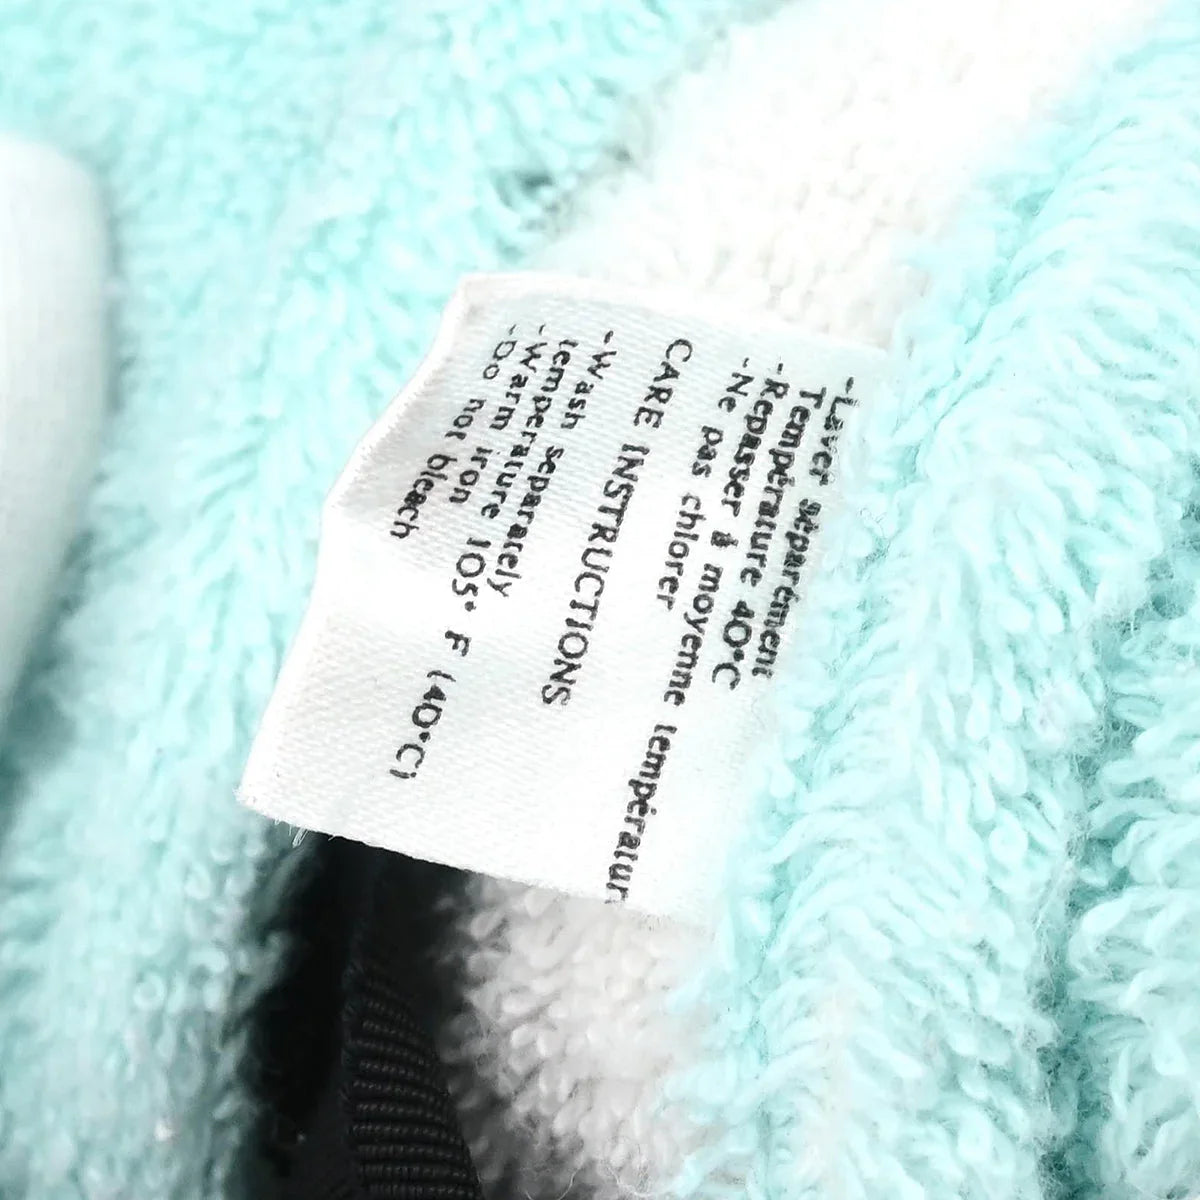 -Laver séparément
Température 40°C
-Repasser à moyenne températur
-Ne pas chlorer
CARE INSTRUCTIONS
-Wash separately
temperature 105° F (40°C)
-Warm iron
-Do not bleach